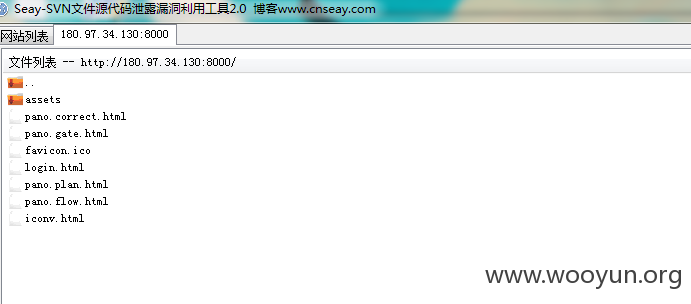 Seay-SVN文件源代码泄露漏洞利用工具2.0 博客www.cnseay.com
网站列表 180.97.34.130:8000
文件列表 -- http://180.97.34.130:8000/
..
assets
pano.correct.html
pano.gate.html
favicon.ico
login.html
pano.plan.html
pano.flow.html
iconv.html
www.wooyun.org